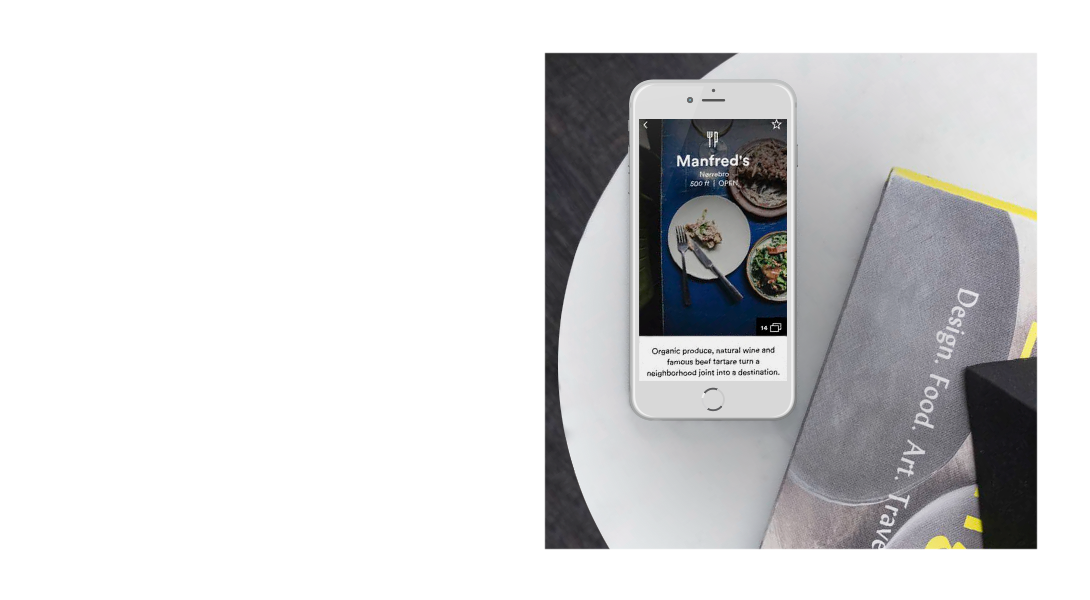 Manfred's
Nørrebro
500 ft | OPEN
14
Organic produce, natural wine and
famous beef tartare turn a
neighborhood joint into a destination.
Design. Food. Art. Trave
&